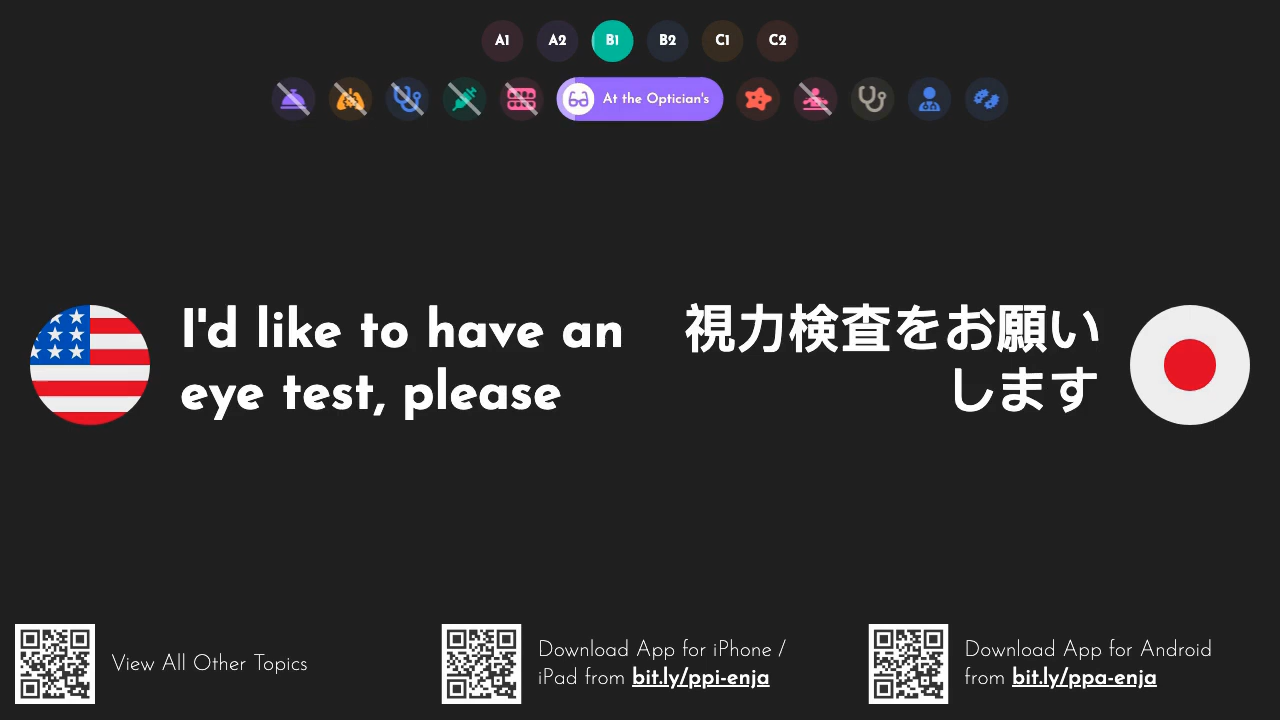 A1 A2 B1 B2 C1 C2
At the Optician's
I'd like to have an
eye test, please
視力検査をお願い
します
View All Other Topics
Download App for iPhone /
iPad from bit.ly/ppi-enja
Download App for Android
from bit.ly/ppa-enja